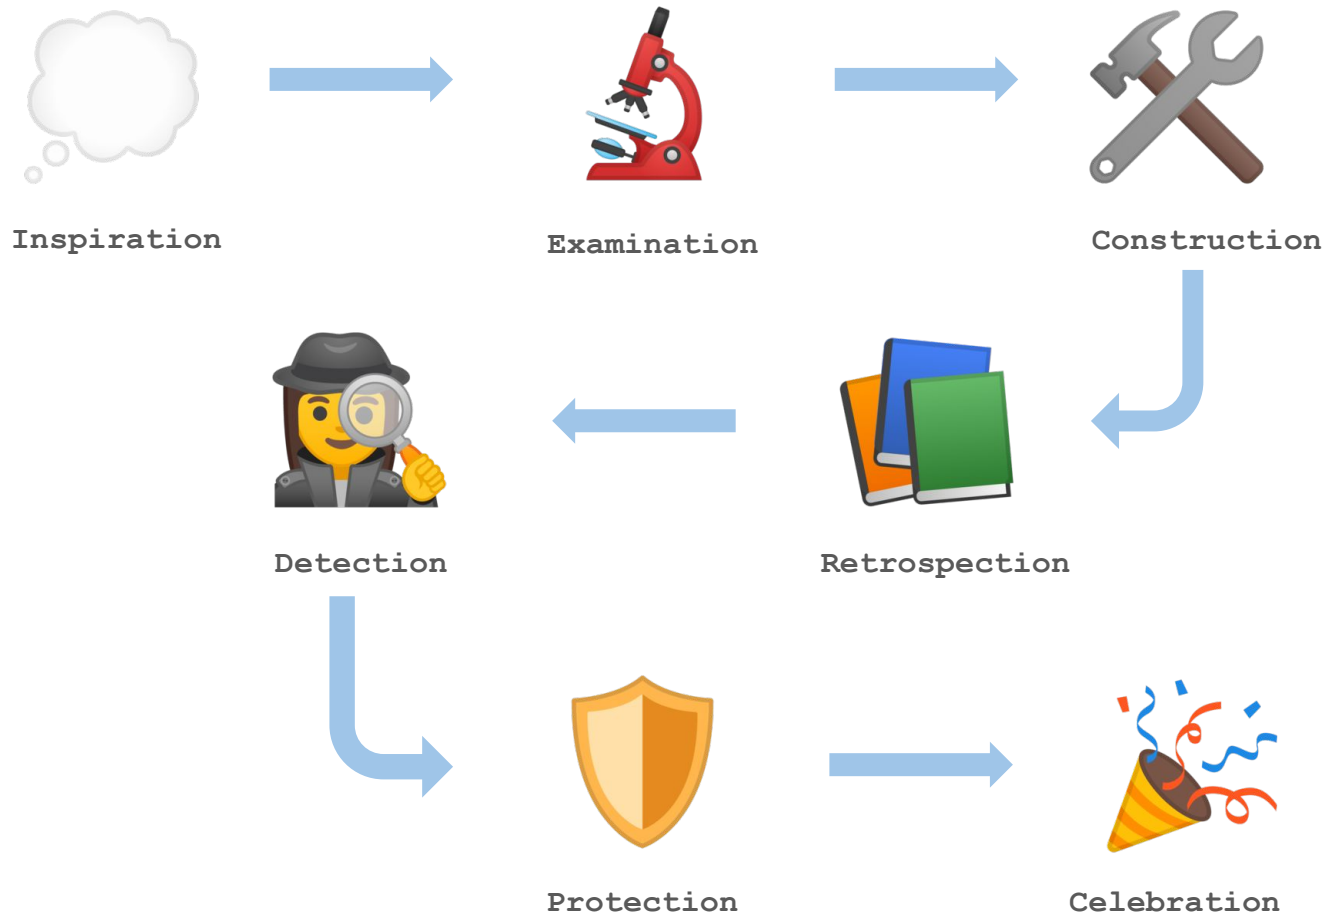 Inspiration
Examination
Construction
Detection
Retrospection
Protection
Celebration